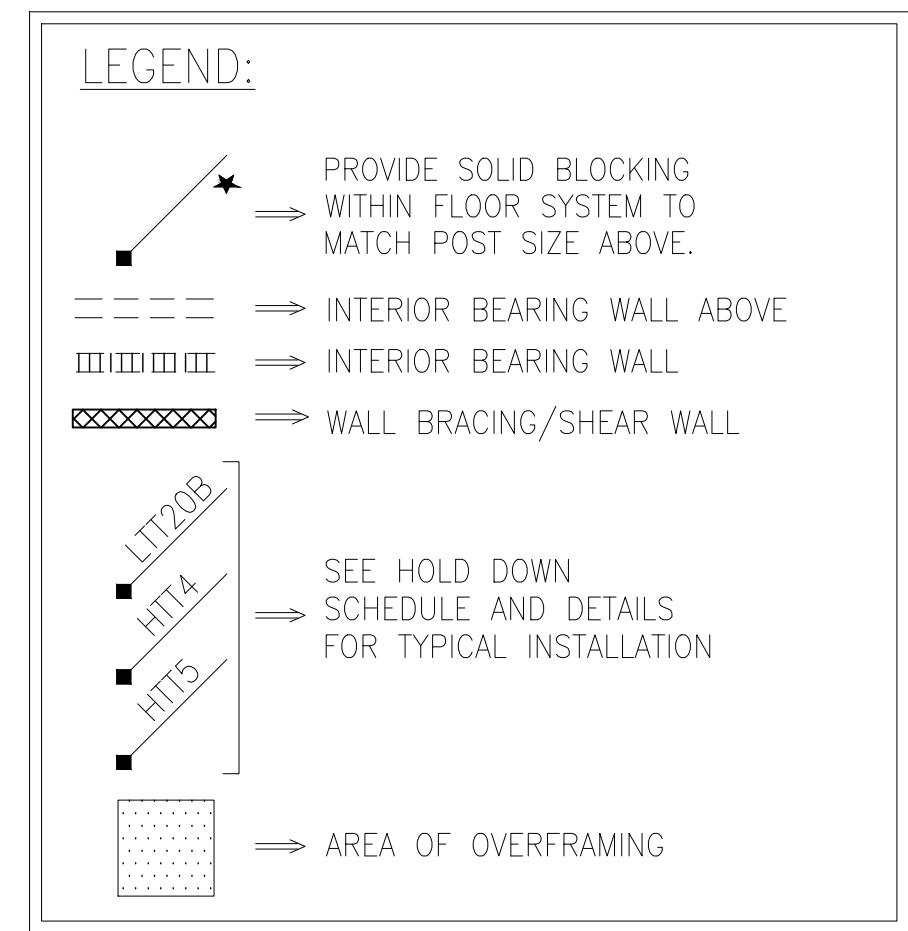 LEGEND:
PROVIDE SOLID BLOCKING
WITHIN FLOOR SYSTEM TO
MATCH POST SIZE ABOVE.
INTERIOR BEARING WALL ABOVE
INTERIOR BEARING WALL
WALL BRACING/SHEAR WALL
LTT20B
HTT4
HTT5
SEE HOLD DOWN
SCHEDULE AND DETAILS
FOR TYPICAL INSTALLATION
AREA OF OVERFRAMING